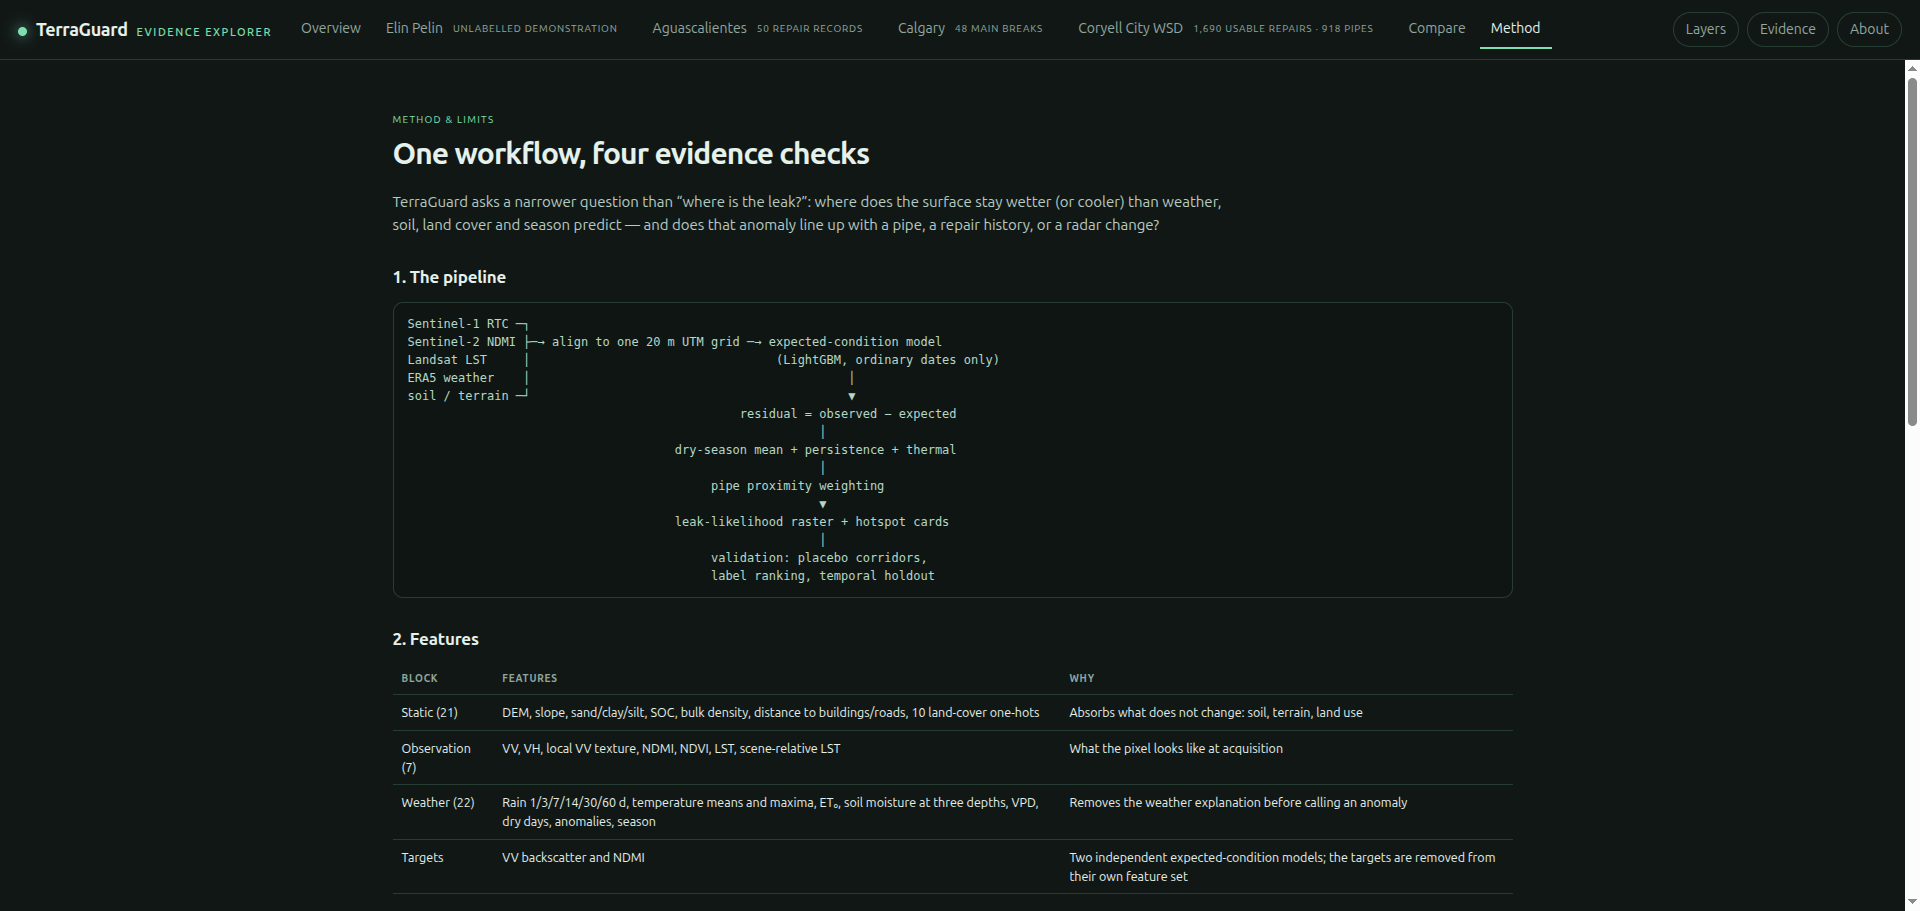 TerraGuard EVIDENCE EXPLORER Overview Elin Pelin UNLABELLED DEMONSTRATION Aguascalientes 50 REPAIR RECORDS Calgary 48 MAIN BREAKS Coryell City WSD 1,690 USABLE REPAIRS · 918 PIPES Compare Method Layers Evidence About
METHOD & LIMITS
One workflow, four evidence checks
TerraGuard asks a narrower question than “where is the leak?”: where does the surface stay wetter (or cooler) than weather,
soil, land cover and season predict — and does that anomaly line up with a pipe, a repair history, or a radar change?
1. The pipeline
Sentinel-1 RTC ─┐
Sentinel-2 NDMI ├─→ align to one 20 m UTM grid ─→ expected-condition model
Landsat LST │ (LightGBM, ordinary dates only)
ERA5 weather │ │
soil / terrain ─┘ ▼
residual = observed − expected
│
dry-season mean + persistence + thermal
│
pipe proximity weighting
▼
leak-likelihood raster + hotspot cards
│
validation: placebo corridors,
label ranking, temporal holdout
2. Features
BLOCK FEATURES WHY
Static (21) DEM, slope, sand/clay/silt, SOC, bulk density, distance to buildings/roads, 10 land-cover one-hots Absorbs what does not change: soil, terrain, land use
Observation VV, VH, local VV texture, NDMI, NDVI, LST, scene-relative LST What the pixel looks like at acquisition
(7)
Weather (22) Rain 1/3/7/14/30/60 d, temperature means and maxima, ET₀, soil moisture at three depths, VPD, Removes the weather explanation before calling an anomaly
dry days, anomalies, season
Targets VV backscatter and NDMI Two independent expected-condition models; the targets are removed from
their own feature set